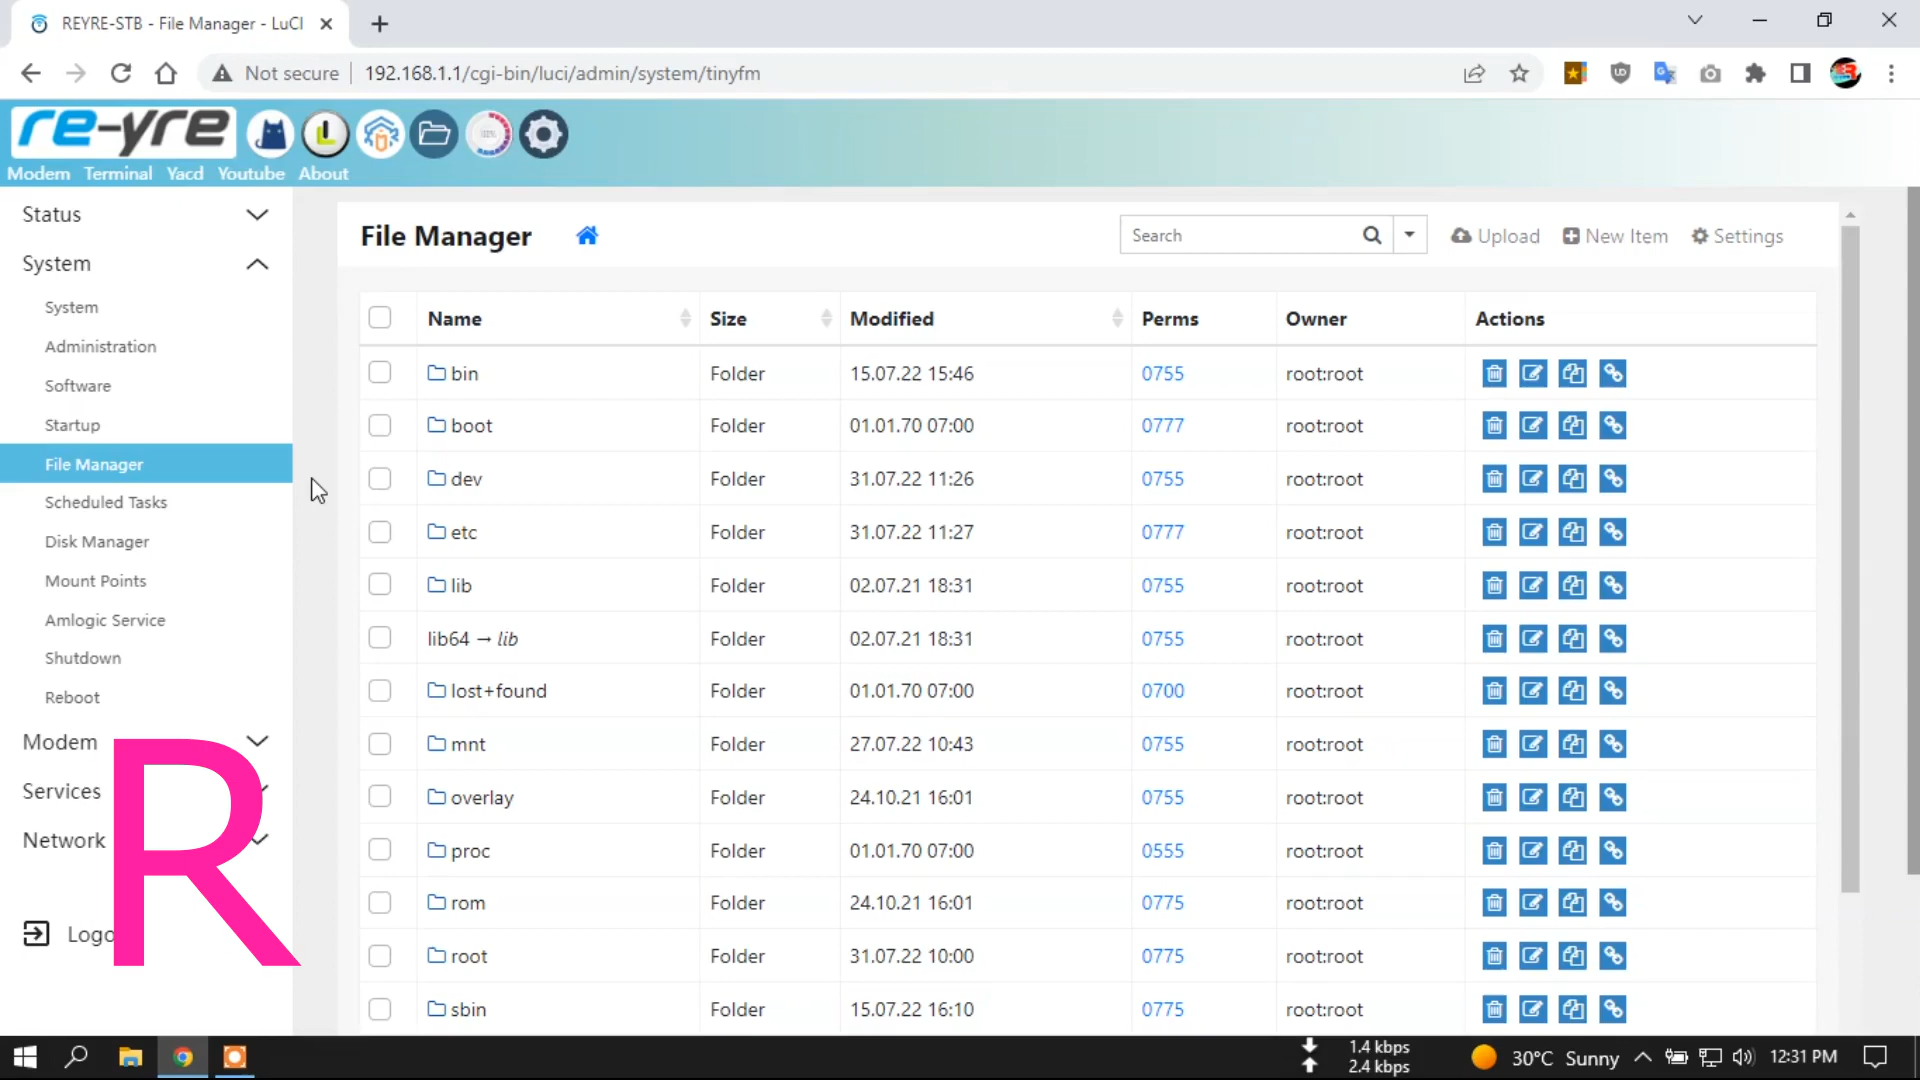 REYRE-STB - File Manager - LuCI
Not secure 192.168.1.1/cgi-bin/luci/admin/system/tinyfm
re-yre
Modem Terminal Yacd Youtube About
Status
System
System
Administration
Software
Startup
File Manager
Scheduled Tasks
Disk Manager
Mount Points
Amlogic Service
Shutdown
Reboot
Modem
Services
Network
Logo
R
File Manager
Search
Upload New Item Settings
Name Size Modified Perms Owner Actions
bin Folder 15.07.22 15:46 0755 root:root
boot Folder 01.01.70 07:00 0777 root:root
dev Folder 31.07.22 11:26 0755 root:root
etc Folder 31.07.22 11:27 0777 root:root
lib Folder 02.07.21 18:31 0755 root:root
lib64 → lib Folder 02.07.21 18:31 0755 root:root
lost+found Folder 01.01.70 07:00 0700 root:root
mnt Folder 27.07.22 10:43 0755 root:root
overlay Folder 24.10.21 16:01 0755 root:root
proc Folder 01.01.70 07:00 0555 root:root
rom Folder 24.10.21 16:01 0775 root:root
root Folder 31.07.22 10:00 0775 root:root
sbin Folder 15.07.22 16:10 0775 root:root
1.4 kbps
2.4 kbps
30°C Sunny
12:31 PM